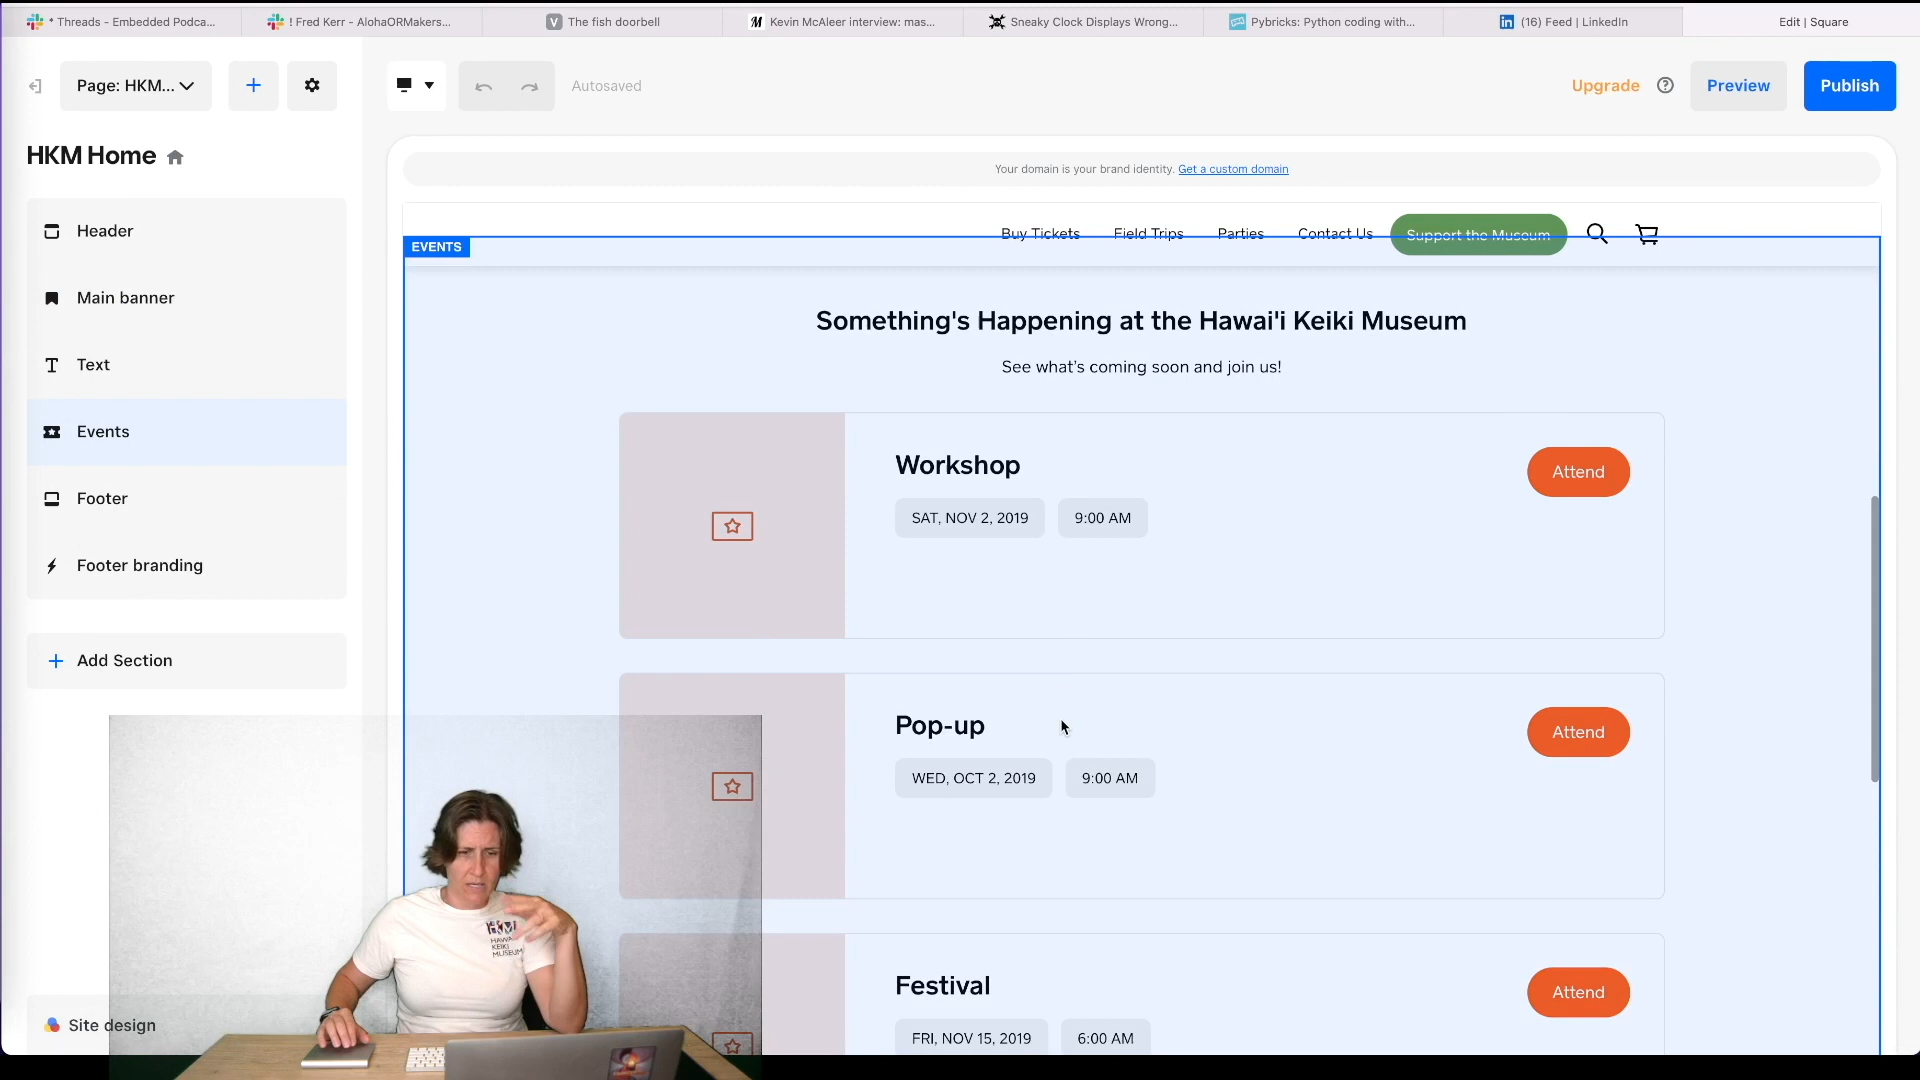 * Threads - Embedded Podca...
! Fred Kerr - AlohaORMakers...
V The fish doorbell
M Kevin McAleer interview: mas...
Sneaky Clock Displays Wrong...
Pybricks: Python coding with...
in (16) Feed | LinkedIn
Edit | Square
Page: HKM...
Autosaved
Upgrade
Preview
Publish
HKM Home
Your domain is your brand identity. Get a custom domain
Header
Buy Tickets
Field Trips
Parties
Contact Us
Support the Museum
EVENTS
Main banner
Something's Happening at the Hawai'i Keiki Museum
Text
See what's coming soon and join us!
Events
Workshop
Attend
Footer
SAT, NOV 2, 2019
9:00 AM
Footer branding
Add Section
Pop-up
Attend
WED, OCT 2, 2019
9:00 AM
HKM
HAWAI
KEIKI
MUSEUM
Festival
Attend
Site design
FRI, NOV 15, 2019
6:00 AM